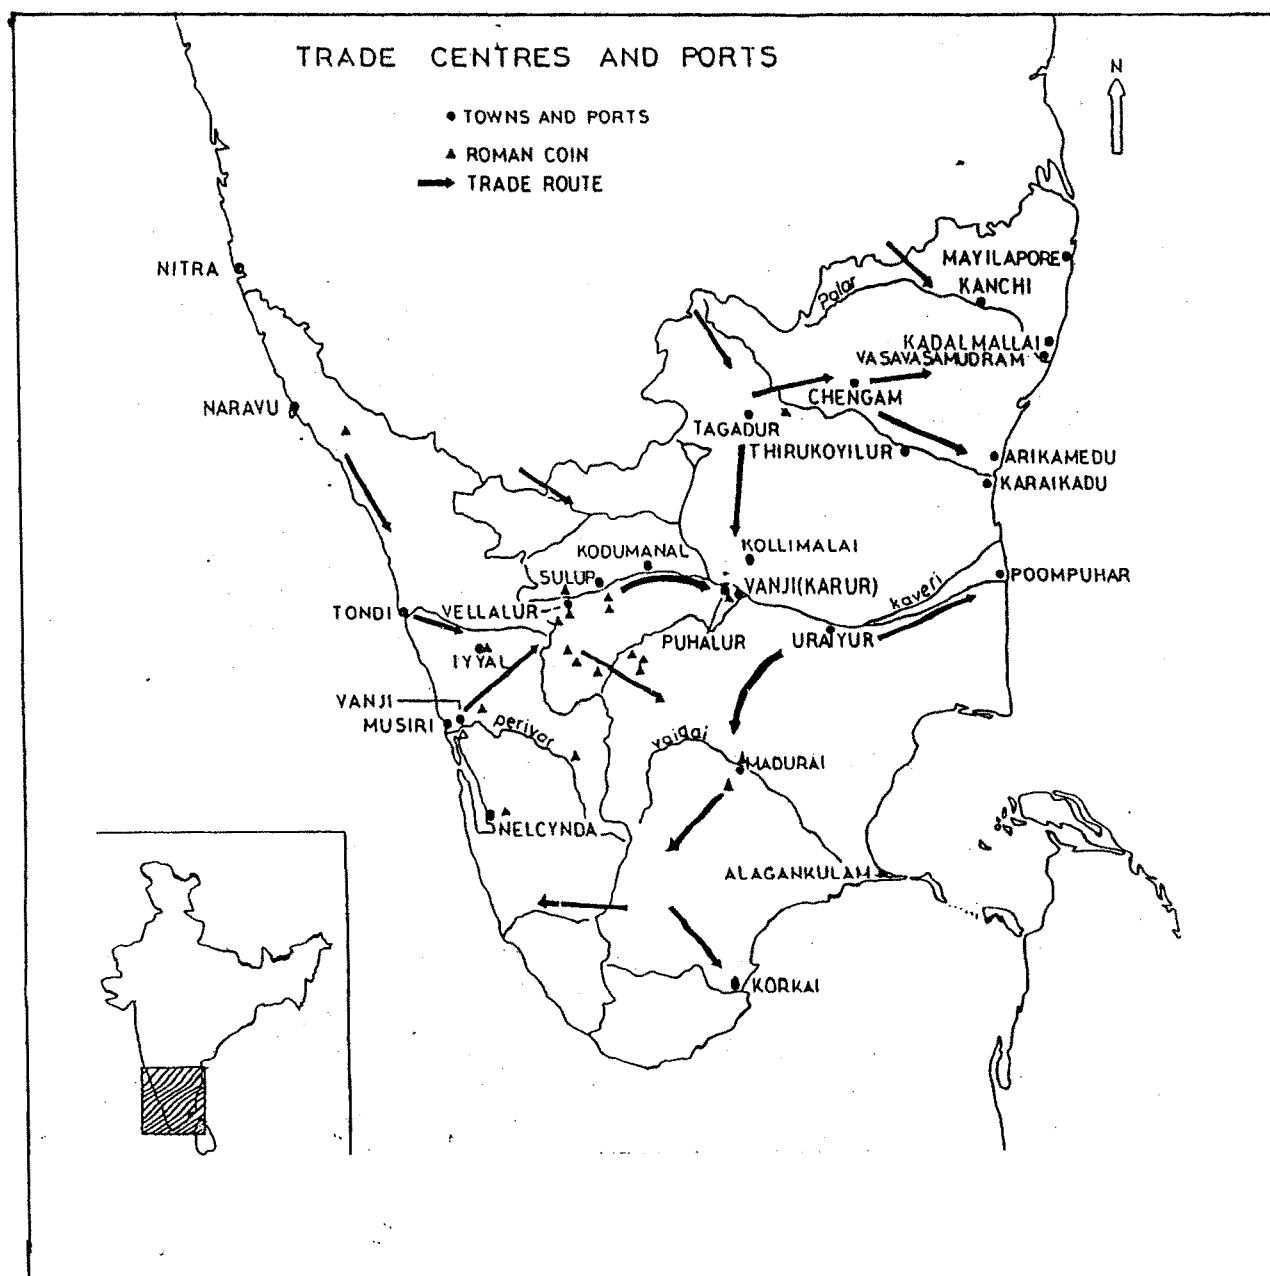 TRADE CENTRES AND PORTS
TOWNS AND PORTS
ROMAN COIN
TRADE ROUTE
N
NITRA
MAYILAPORE
KANCHI
Palar
KADALMALLAI
VASAVASAMUDRAM
CHENGAM
NARAVU
TAGADUR
THIRUKOYILUR
ARIKAMEDU
KARAIKADU
KOLLIMALAI
KODUMANAL
SULUP
VANJI(KARUR)
POOMPUHAR
kaveri
TONDI
VELLALUR
PUHALUR
URAIYUR
IYYAL
VANJI
MUSIRI
periyar
vaigai
MADURAI
NELCYNDA
ALAGANKULAM
KORKAI